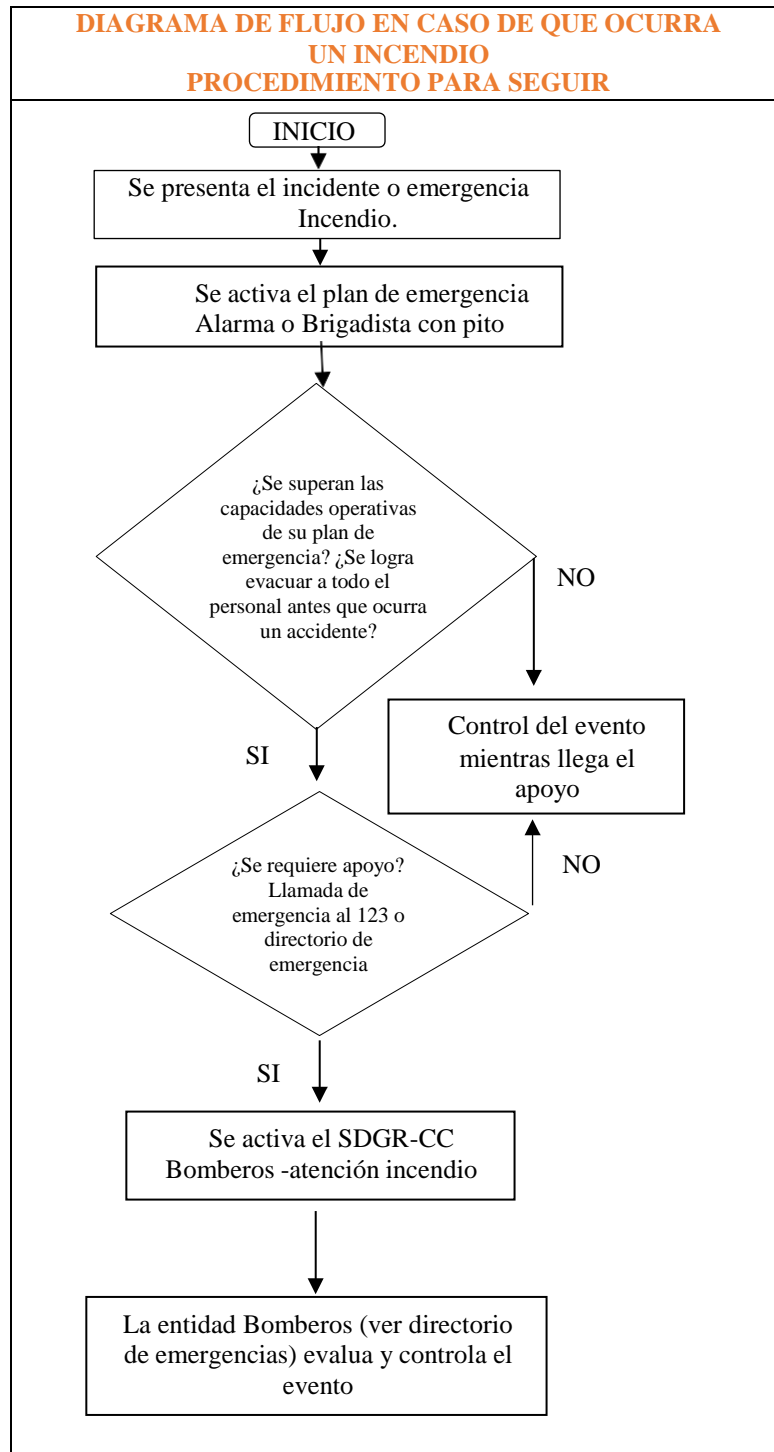 DIAGRAMA DE FLUJO EN CASO DE QUE OCURRA
UN INCENDIO
PROCEDIMIENTO PARA SEGUIR
INICIO
Se presenta el incidente o emergencia
Incendio.
Se activa el plan de emergencia
Alarma o Brigadista con pito
¿Se superan las
capacidades operativas
de su plan de
emergencia? ¿Se logra
evacuar a todo el
personal antes que ocurra
un accidente?
NO
Control del evento
mientras llega el
apoyo
SI
¿Se requiere apoyo?
Llamada de
emergencia al 123 o
directorio de
emergencia
NO
SI
Se activa el SDGR-CC
Bomberos -atención incendio
La entidad Bomberos (ver directorio
de emergencias) evalua y controla el
evento